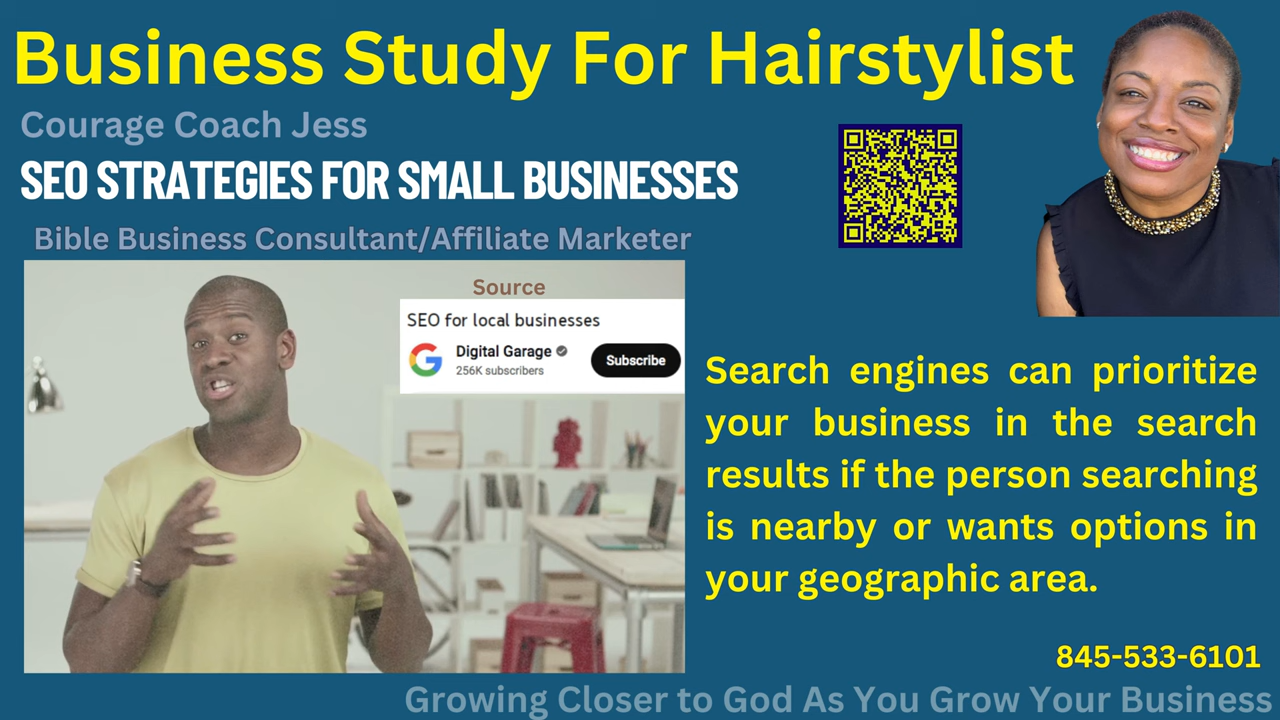 Business Study For Hairstylist
Courage Coach Jess
SEO STRATEGIES FOR SMALL BUSINESSES
Bible Business Consultant/Affiliate Marketer
Source
SEO for local businesses
Digital Garage
256K subscribers
Subscribe
Search engines can prioritize
your business in the search
results if the person searching
is nearby or wants options in
your geographic area.
845-533-6101
Growing Closer to God As You Grow Your Business